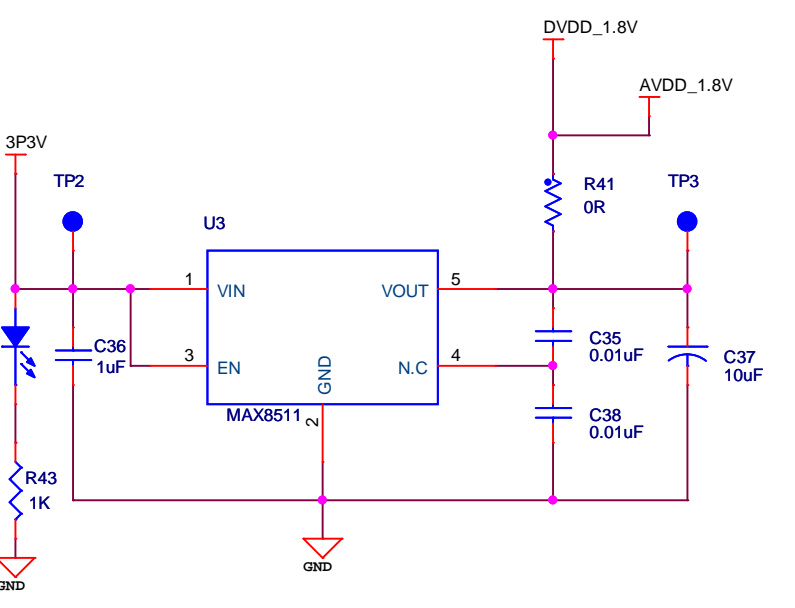 DVDD_1.8V
AVDD_1.8V
3P3V
TP2
R41
0R
TP3
U3
1
VIN
VOUT
5
C36
1uF
3
EN
GND
N.C
4
C35
0.01uF
C37
10uF
MAX8511
2
C38
0.01uF
R43
1K
GND
GND